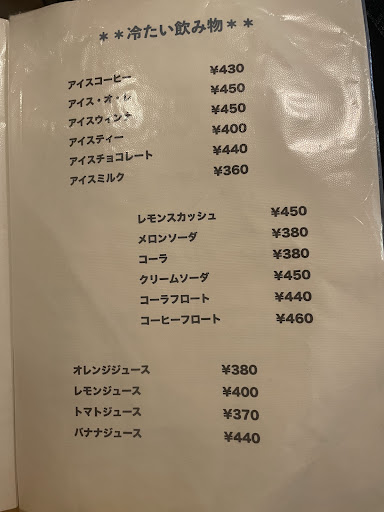 ＊＊冷たい飲み物＊＊
アイスコーヒー ¥430
アイス・オ・レ ¥450
アイスウィンナ ¥450
アイスティー ¥400
アイスチョコレート ¥440
アイスミルク ¥360
レモンスカッシュ ¥450
メロンソーダ ¥380
コーラ ¥380
クリームソーダ ¥450
コーラフロート ¥440
コーヒーフロート ¥460
オレンジジュース ¥380
レモンジュース ¥400
トマトジュース ¥370
バナナジュース ¥440